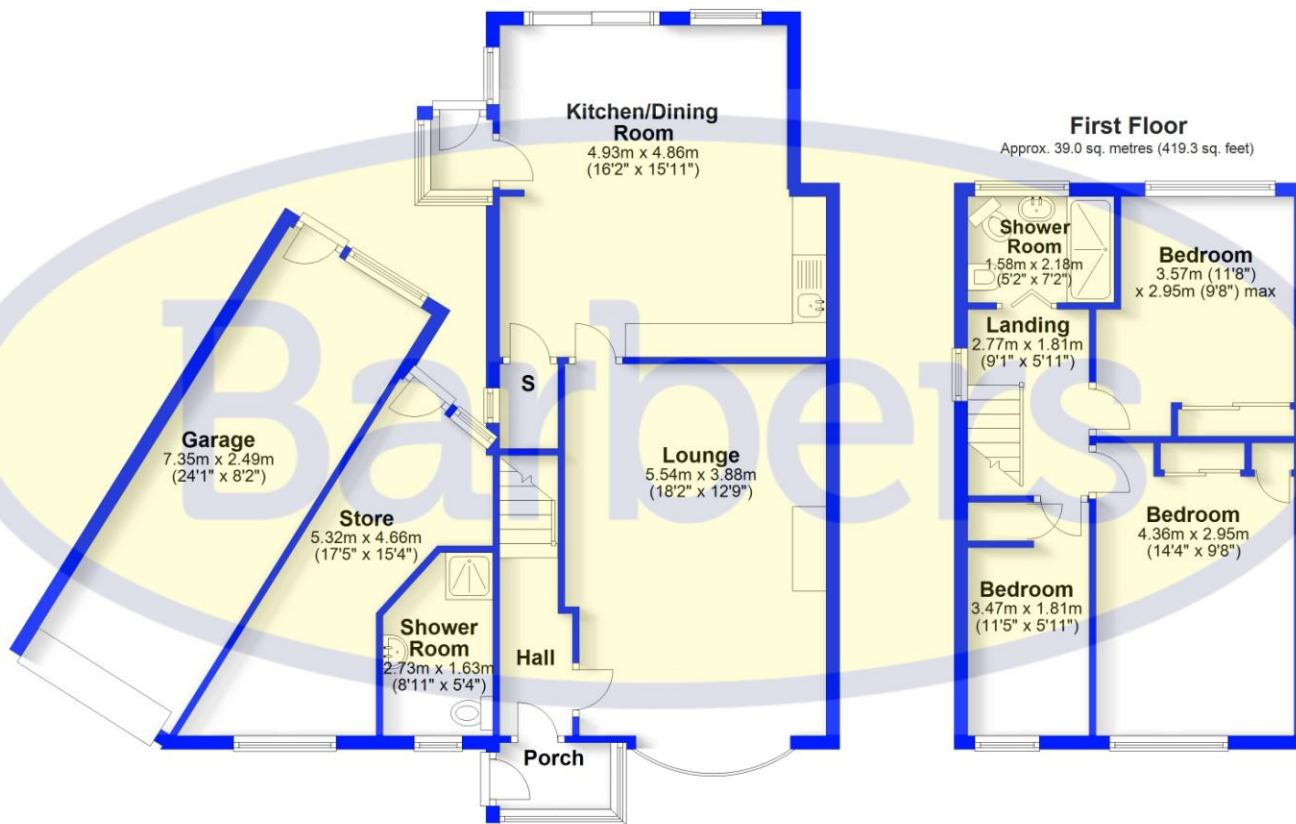 Kitchen/Dining
Room
4.93m x 4.86m
(16'2" x 15'11")
S
Garage
7.35m x 2.49m
(24'1" x 8'2")
Store
5.32m x 4.66m
(17'5" x 15'4")
Shower
Room
2.73m x 1.63m
(8'11" x 5'4")
Lounge
5.54m x 3.88m
(18'2" x 12'9")
Hall
Porch
First Floor
Approx. 39.0 sq. metres (419.3 sq. feet)
Shower
Room
1.58m x 2.18m
(5'2" x 7'2")
Bedroom
3.57m (11'8")
x 2.95m (9'8") max
Landing
2.77m x 1.81m
(9'1" x 5'11")
Bedroom
4.36m x 2.95m
(14'4" x 9'8")
Bedroom
3.47m x 1.81m
(11'5" x 5'11")
Barbers